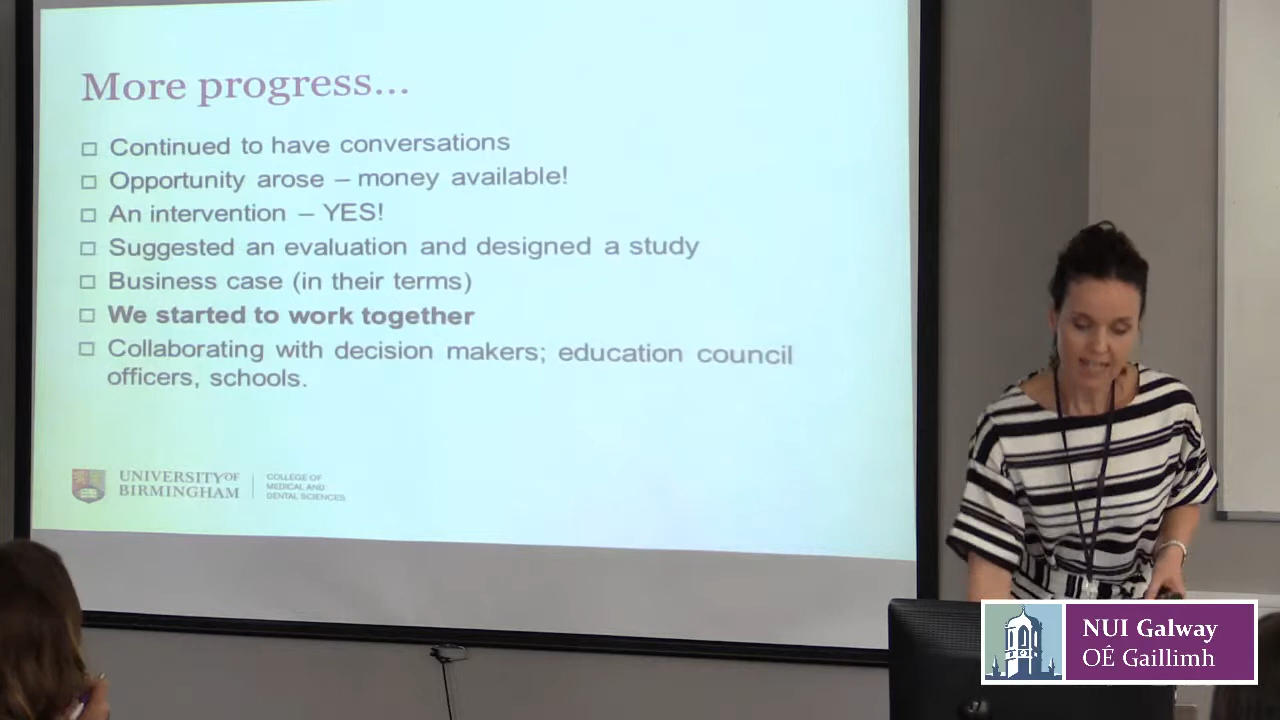 More progress...
Continued to have conversations
Opportunity arose – money available!
An intervention – YES!
Suggested an evaluation and designed a study
Business case (in their terms)
We started to work together
Collaborating with decision makers; education council
officers, schools.
UNIVERSITY OF
BIRMINGHAM
COLLEGE OF
MEDICAL AND
DENTAL SCIENCES
NUI Galway
OÉ Gaillimh